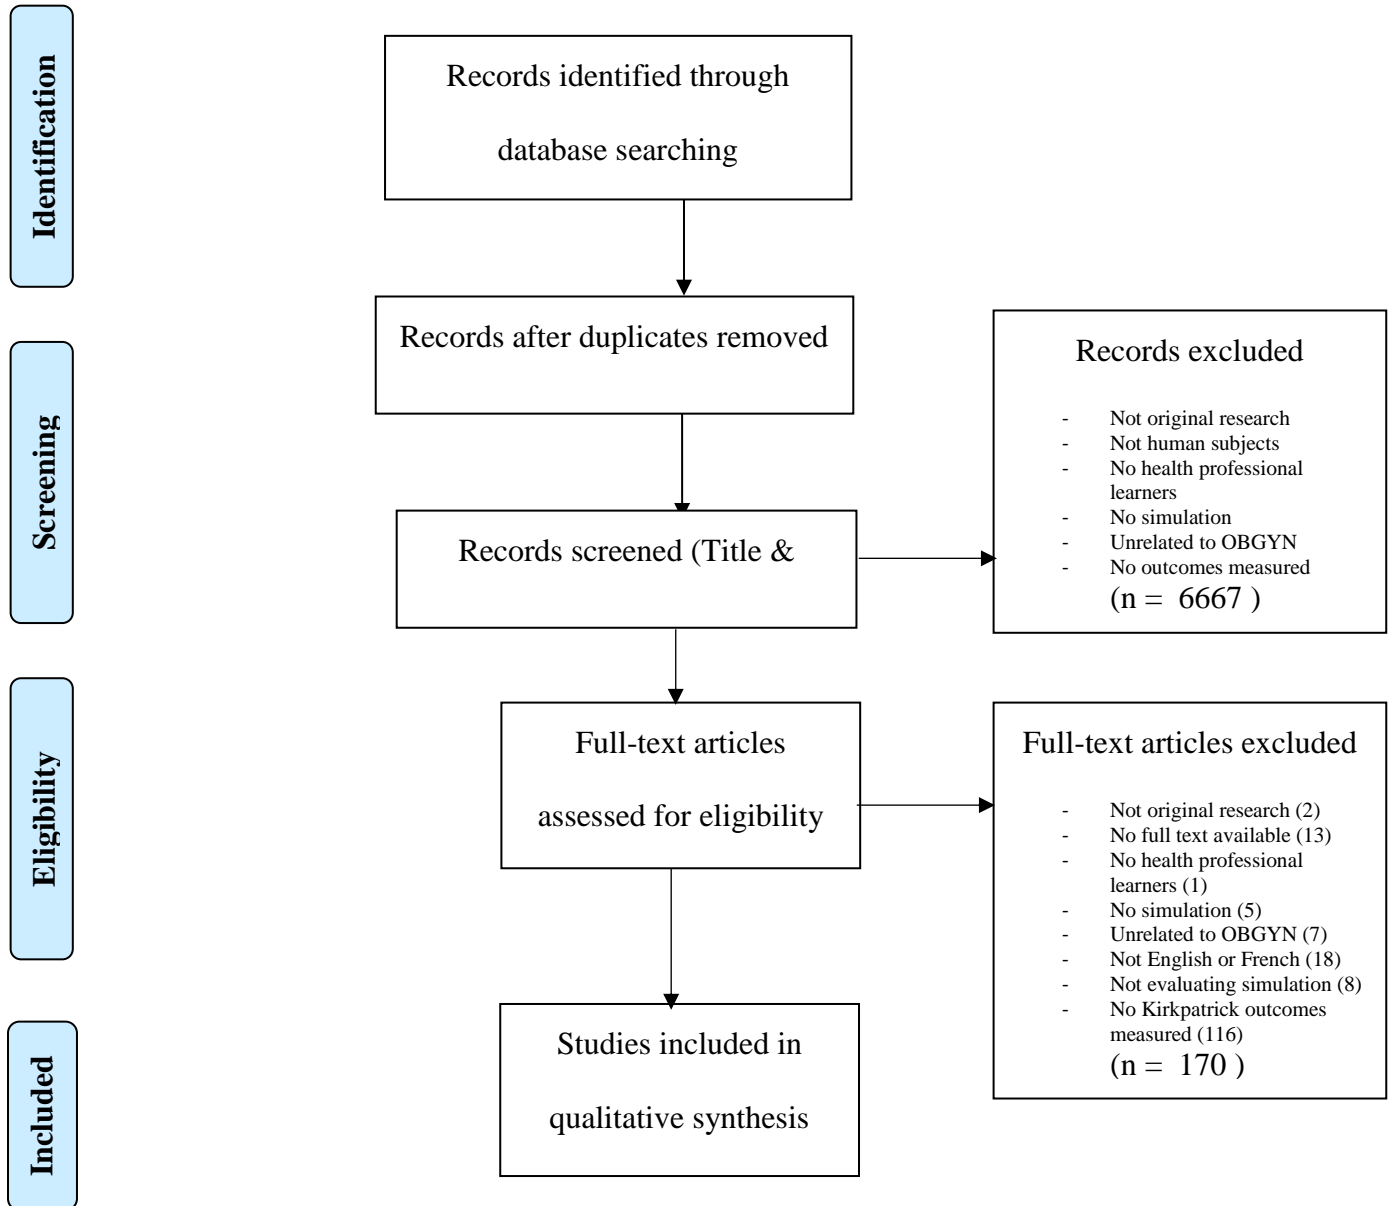 Identification
Records identified through
database searching
Records after duplicates removed
Screening
Records screened (Title &
Records excluded
- Not original research
- Not human subjects
- No health professional
learners
- No simulation
- Unrelated to OBGYN
- No outcomes measured
(n = 6667 )
Eligibility
Full-text articles
assessed for eligibility
Full-text articles excluded
- Not original research (2)
- No full text available (13)
- No health professional
learners (1)
- No simulation (5)
- Unrelated to OBGYN (7)
- Not English or French (18)
- Not evaluating simulation (8)
- No Kirkpatrick outcomes
measured (116)
(n = 170 )
Included
Studies included in
qualitative synthesis